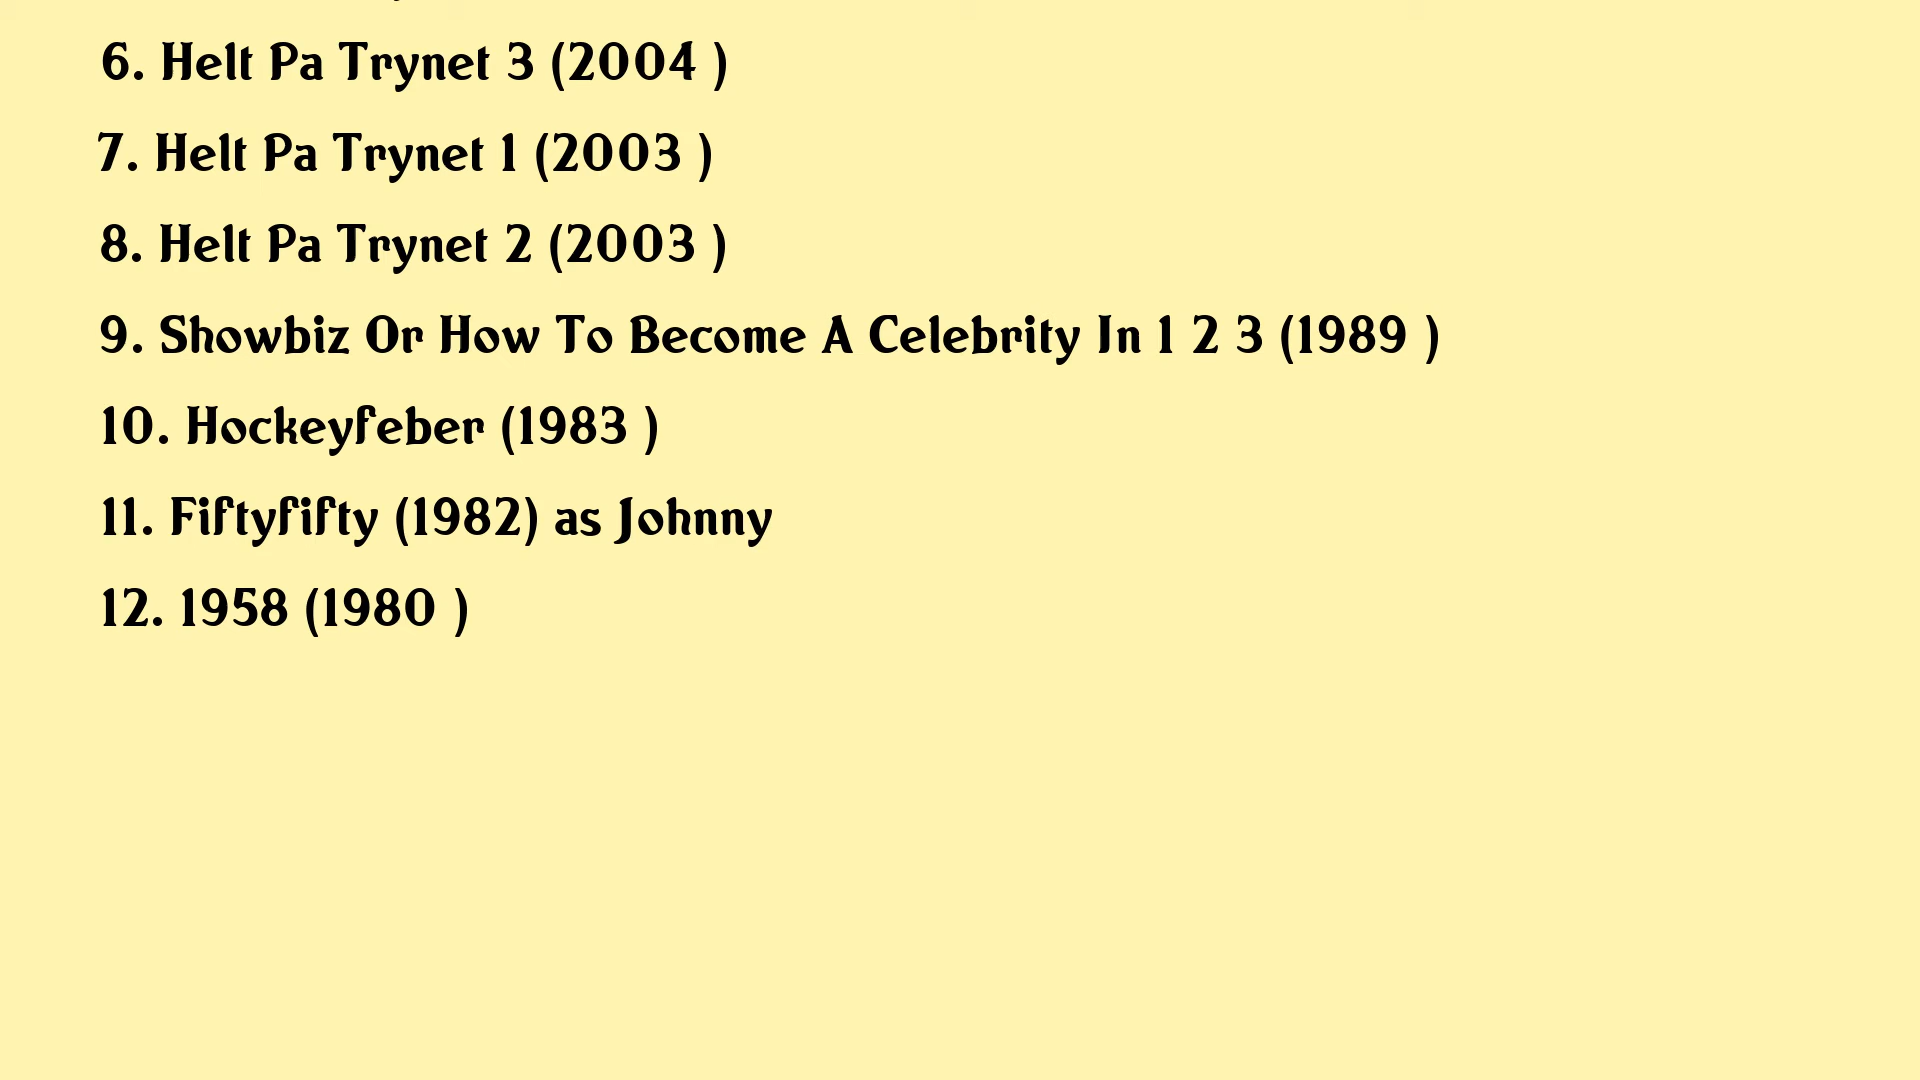 6. Helt Pa Trynet 3 (2004 )
7. Helt Pa Trynet 1 (2003 )
8. Helt Pa Trynet 2 (2003 )
9. Showbiz Or How To Become A Celebrity In 1 2 3 (1989 )
10. Hockeyfeber (1983 )
11. Fiftyfifty (1982) as Johnny
12. 1958 (1980 )